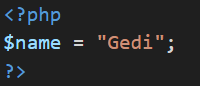 <?php
$name = "Gedi";
?>